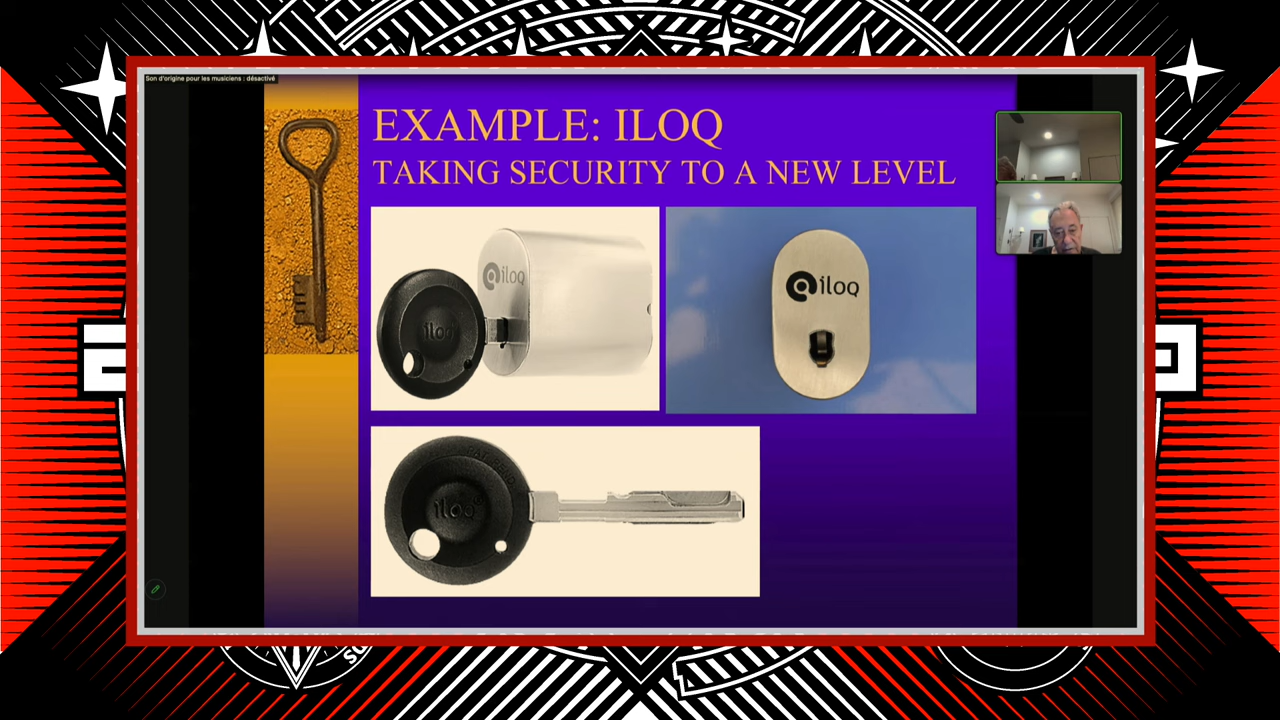 Son d'origine pour les musiciens : désactivé
EXAMPLE: ILOQ
TAKING SECURITY TO A NEW LEVEL
iloq
iloq
iloq
iloq